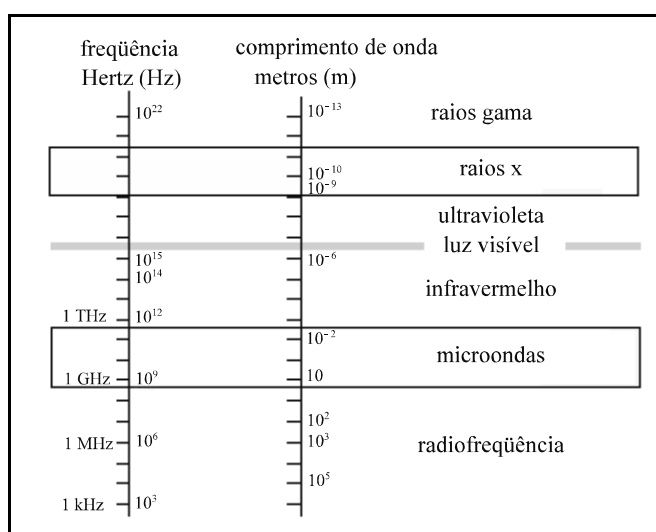 freqüência
Hertz (Hz)
comprimento de onda
metros (m)
10²²
10⁻¹³
raios gama
10⁻¹⁰
raios x
10⁻⁹
ultravioleta
luz visível
10¹⁵
10⁻⁶
10¹⁴
infravermelho
1 THz
10¹²
10⁻²
microondas
1 GHz
10⁹
10
10²
1 MHz
10⁶
10³
radiofreqüência
10⁵
1 kHz
10³